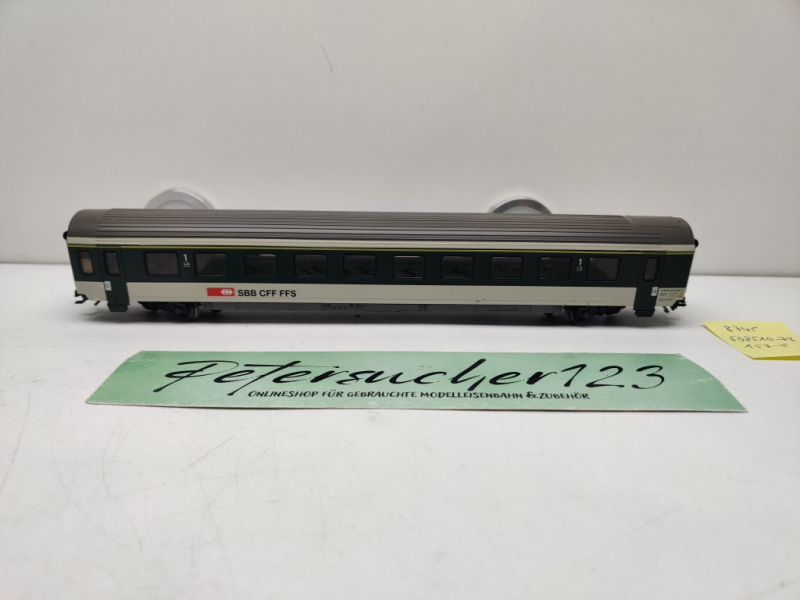 1
1
SBB CFF FFS
Petersucher123
ONLINESHOP FÜR GEBRAUCHTE MODELLEISENBAHN & ZUBEHÖR